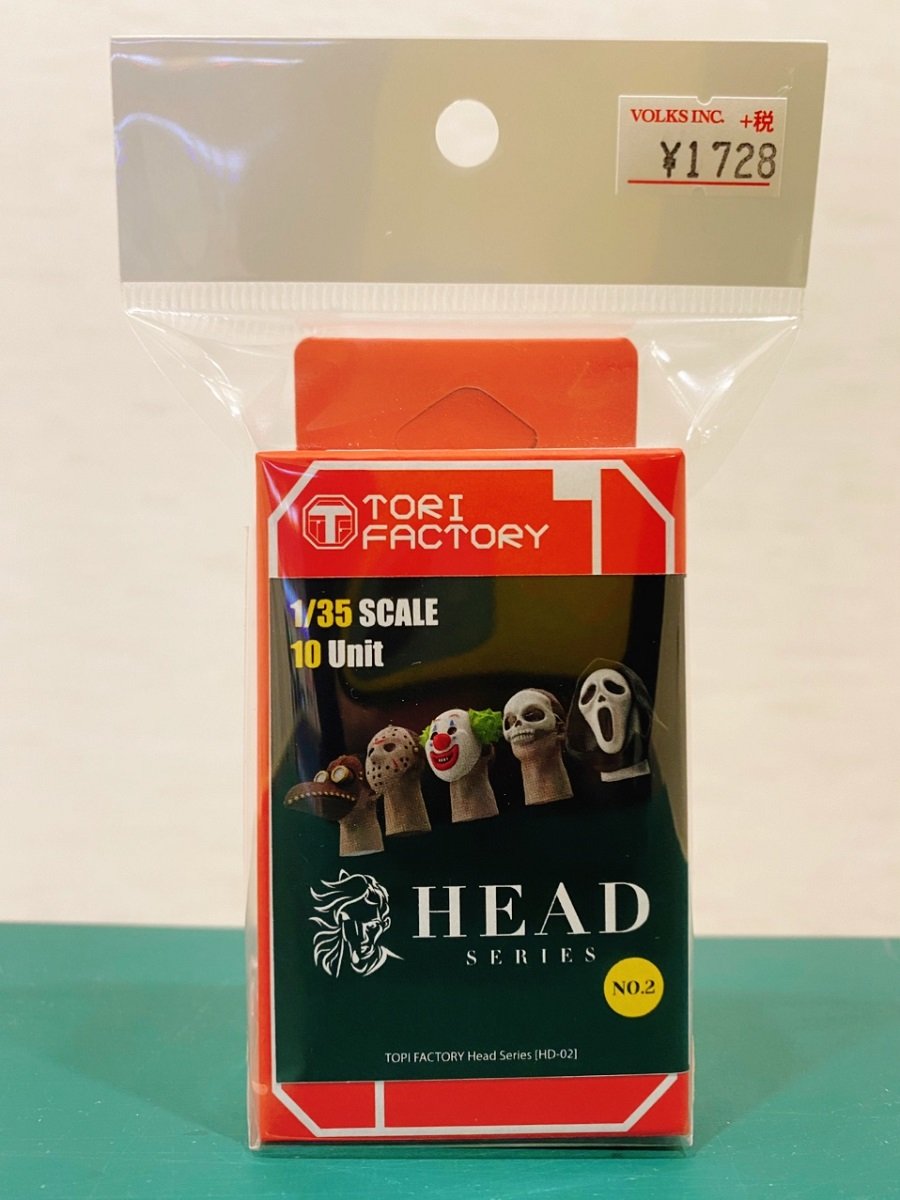 VOLKS INC. +税
¥1728
TORI
FACTORY
1/35 SCALE
10 Unit
HEAD
SERIES
NO.2
TOPI FACTORY Head Series [HD-02]